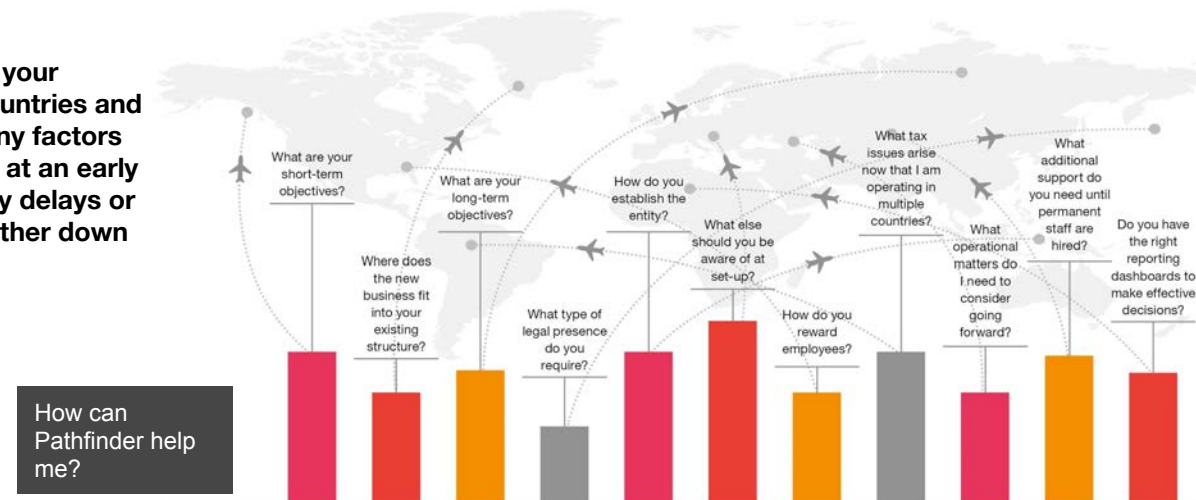 your
untries and
ny factors
at an early
y delays or
ther down
How can
Pathfinder help
me?
What are your
short-term
objectives?
Where does
the new
business fit
into your
existing
structure?
What are your
long-term
objectives?
What type of
legal presence
do you
require?
How do you
establish the
entity?
What else
should you be
aware of at
set-up?
How do you
reward
employees?
What tax
issues arise
now that I am
operating in
multiple
countries?
What
operational
matters do
I need to
consider
going
forward?
What
additional
support do
you need until
permanent
staff are
hired?
Do you have
the right
reporting
dashboards to
make effective
decisions?